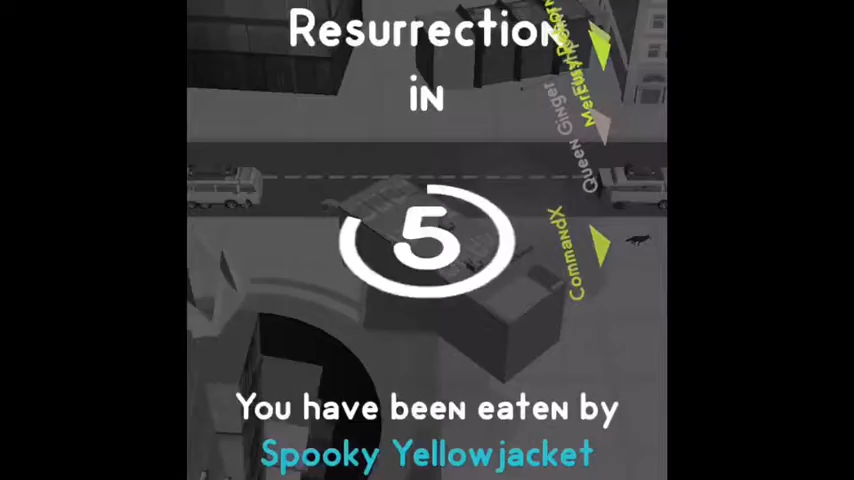 Resurrection
in
Queen Ginger
CommandX
5
You have been eaten by
Spooky Yellowjacket